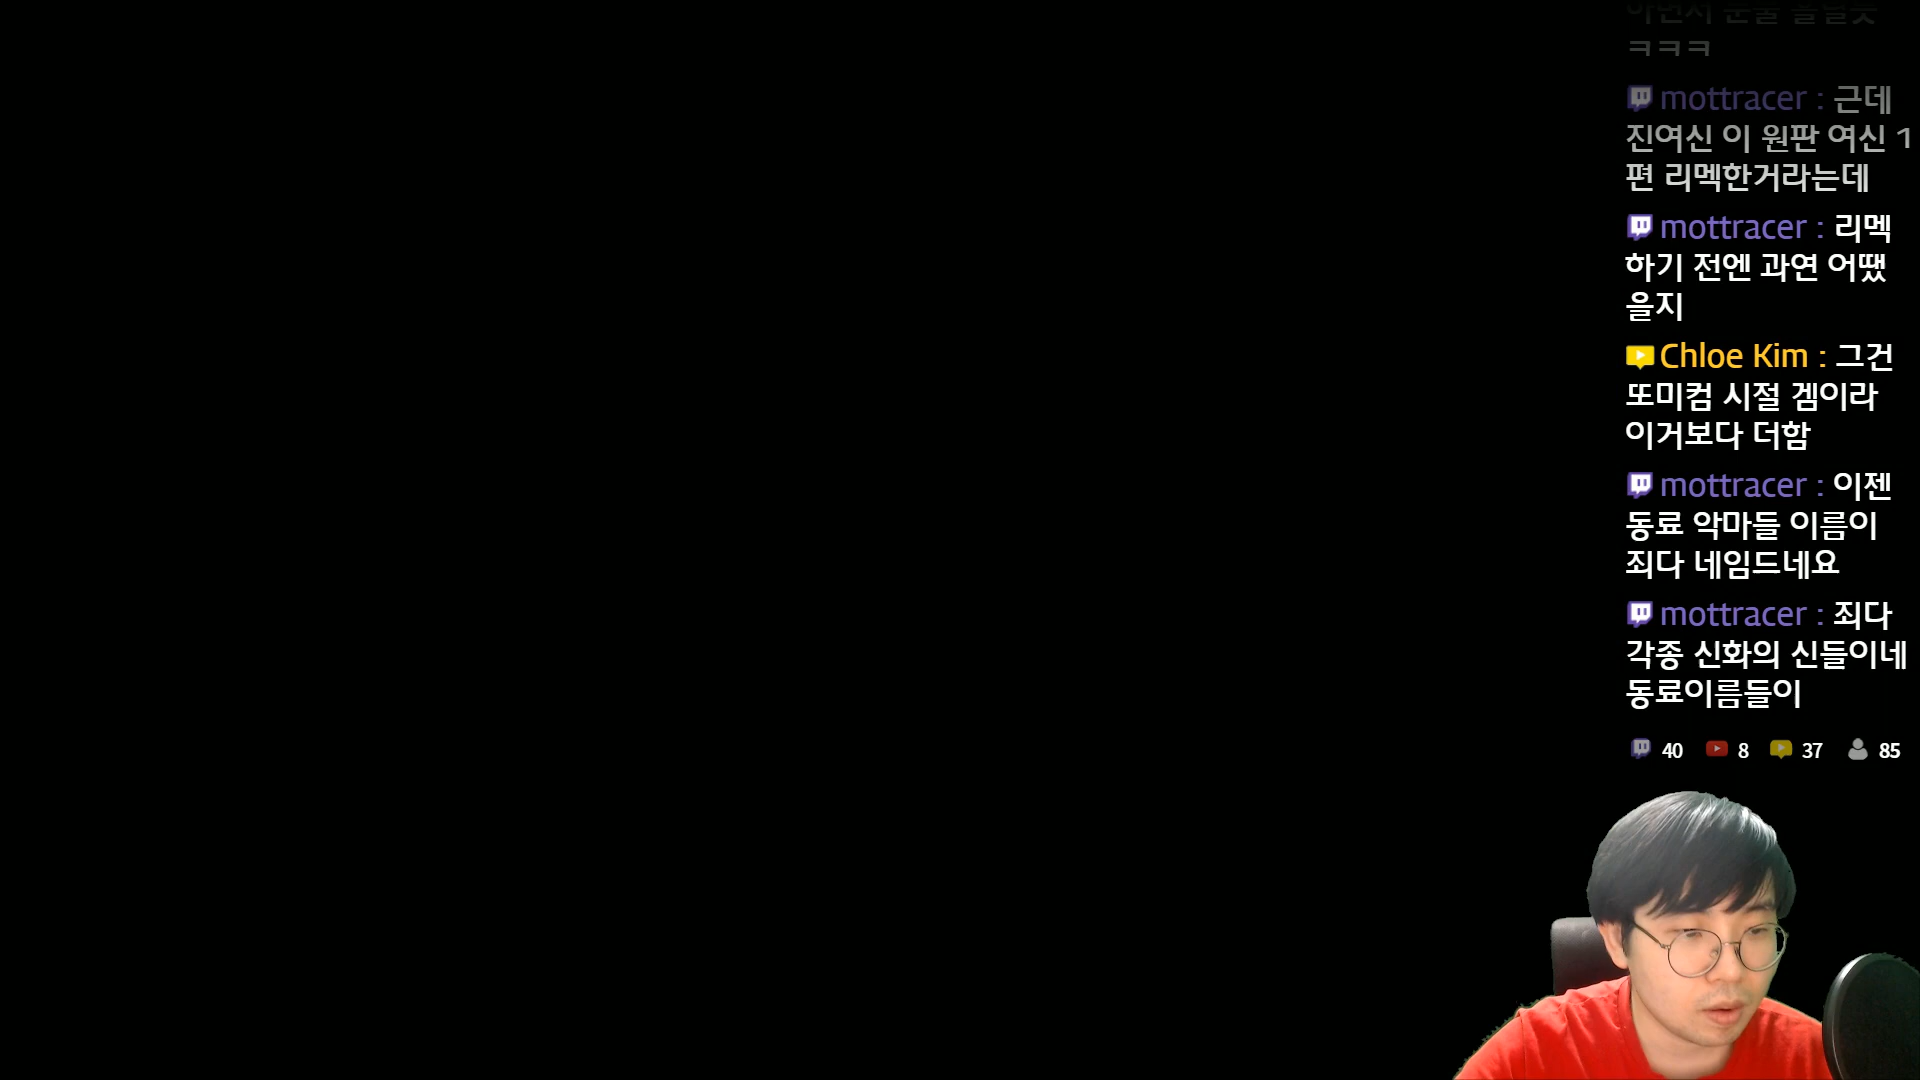 ㅋㅋㅋ
mottracer : 근데
진여신 이 원판 여신 1
편 리멕한거라는데
mottracer : 리멕
하기 전엔 과연 어땠
을지
Chloe Kim : 그건
또미컴 시절 겜이라
이거보다 더함
mottracer : 이젠
동료 악마들 이름이
죄다 네임드네요
mottracer : 죄다
각종 신화의 신들이네
동료이름들이
40 8 37 85